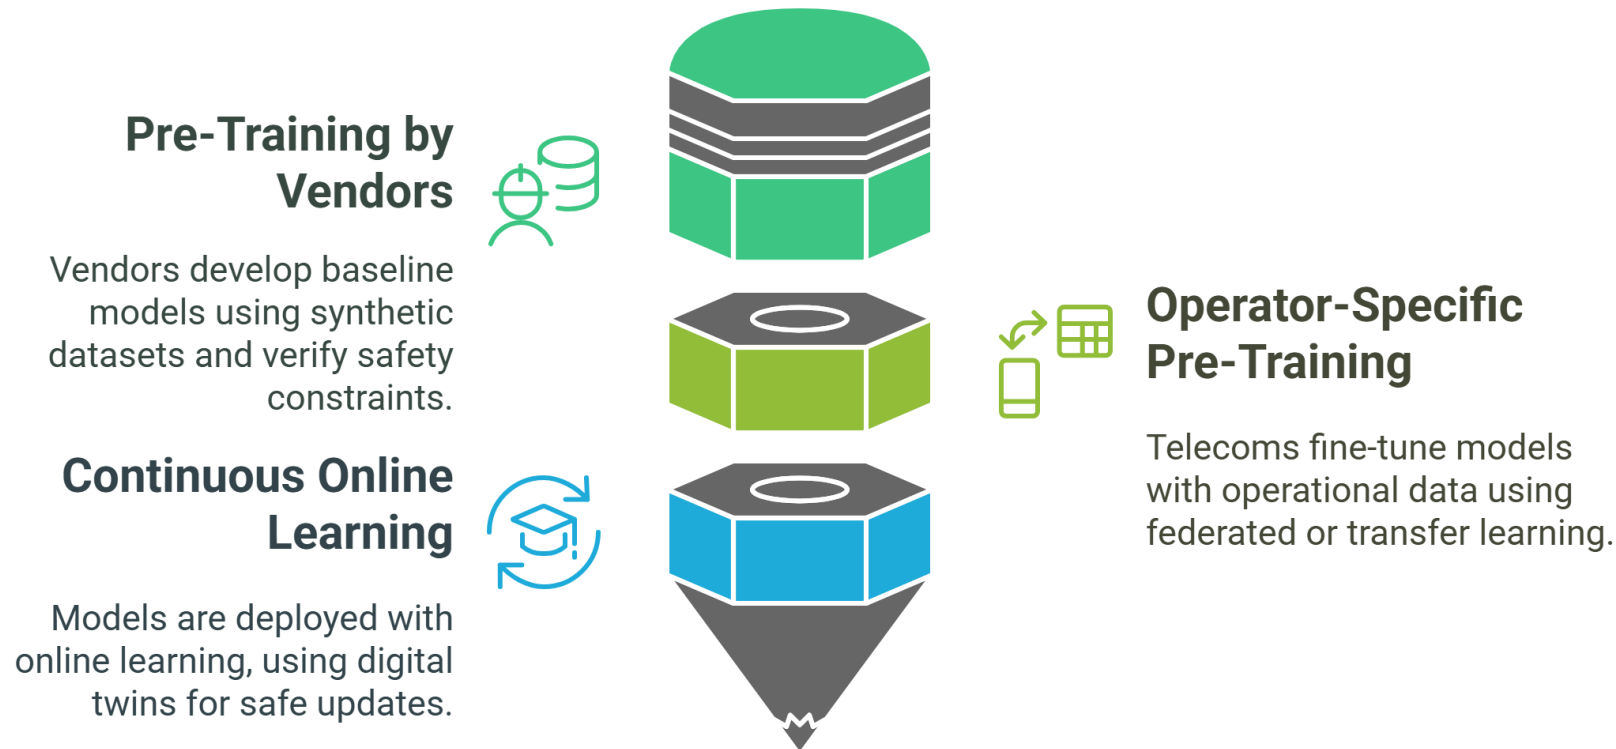 Pre-Training by
Vendors
Vendors develop baseline
models using synthetic
datasets and verify safety
constraints.
Operator-Specific
Pre-Training
Telecoms fine-tune models
with operational data using
federated or transfer learning.
Continuous Online
Learning
Models are deployed with
online learning, using digital
twins for safe updates.